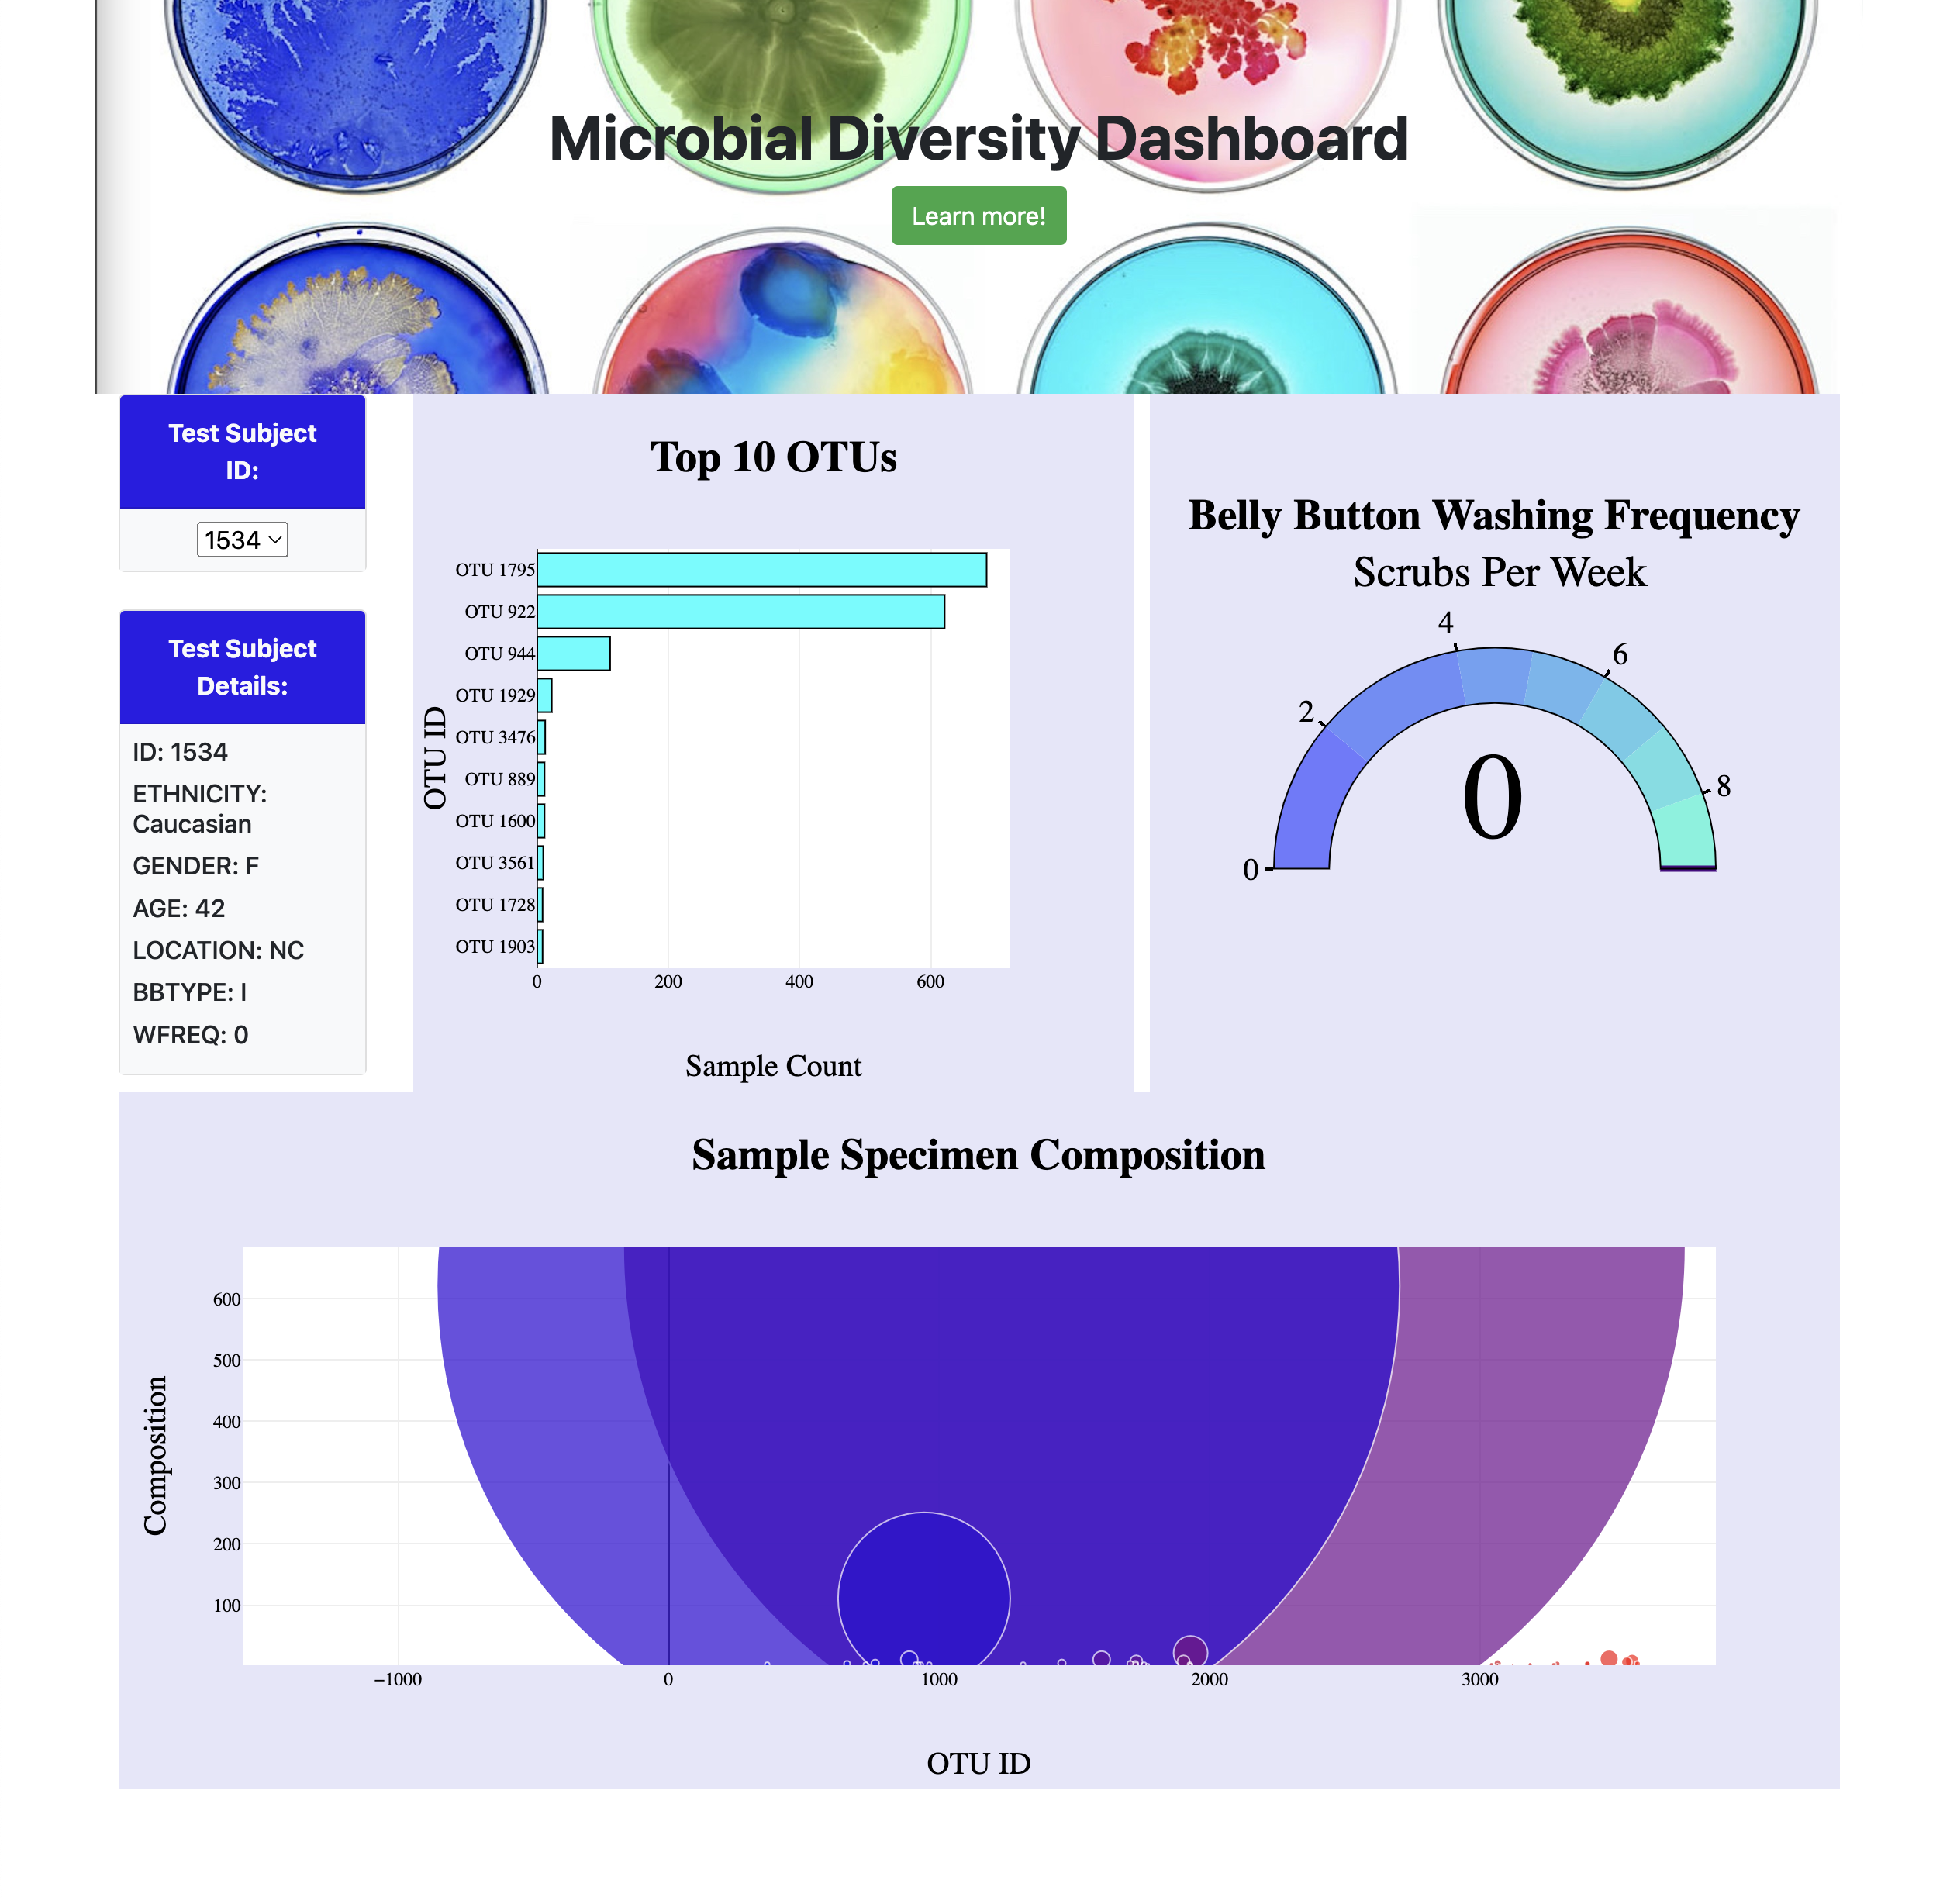 Microbial Diversity Dashboard
Learn more!
Test Subject
ID:
1534
Test Subject
Details:
ID: 1534
ETHNICITY:
Caucasian
GENDER: F
AGE: 42
LOCATION: NC
BBTYPE: I
WFREQ: 0
Top 10 OTUs
OTU ID
OTU 1795
OTU 922
OTU 944
OTU 1929
OTU 3476
OTU 889
OTU 1600
OTU 3561
OTU 1728
OTU 1903
0 200 400 600
Sample Count
Belly Button Washing Frequency
Scrubs Per Week
0
2
4
6
8
0
Sample Specimen Composition
Composition
600
500
400
300
200
100
−1000 0 1000 2000 3000
OTU ID